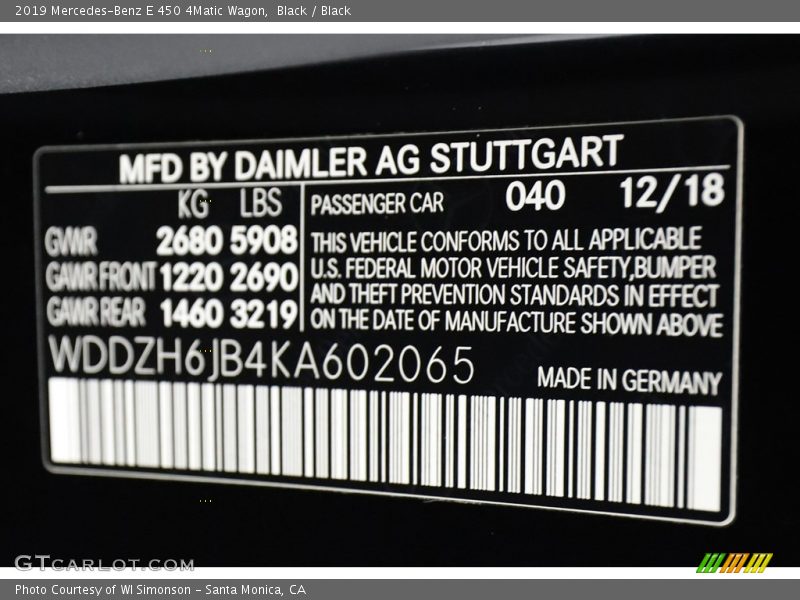 2019 Mercedes-Benz E 450 4Matic Wagon,  Black / Black
MFD BY DAIMLER AG STUTTGART
KG LBS
GVWR 2680 5908
GAWR FRONT 1220 2690
GAWR REAR 1460 3219
PASSENGER CAR 040 12/18
THIS VEHICLE CONFORMS TO ALL APPLICABLE
U.S. FEDERAL MOTOR VEHICLE SAFETY,BUMPER
AND THEFT PREVENTION STANDARDS IN EFFECT
ON THE DATE OF MANUFACTURE SHOWN ABOVE
WDDZH6JB4KA602065
MADE IN GERMANY
GTCARLOT.COM
Photo Courtesy of WI Simonson - Santa Monica, CA